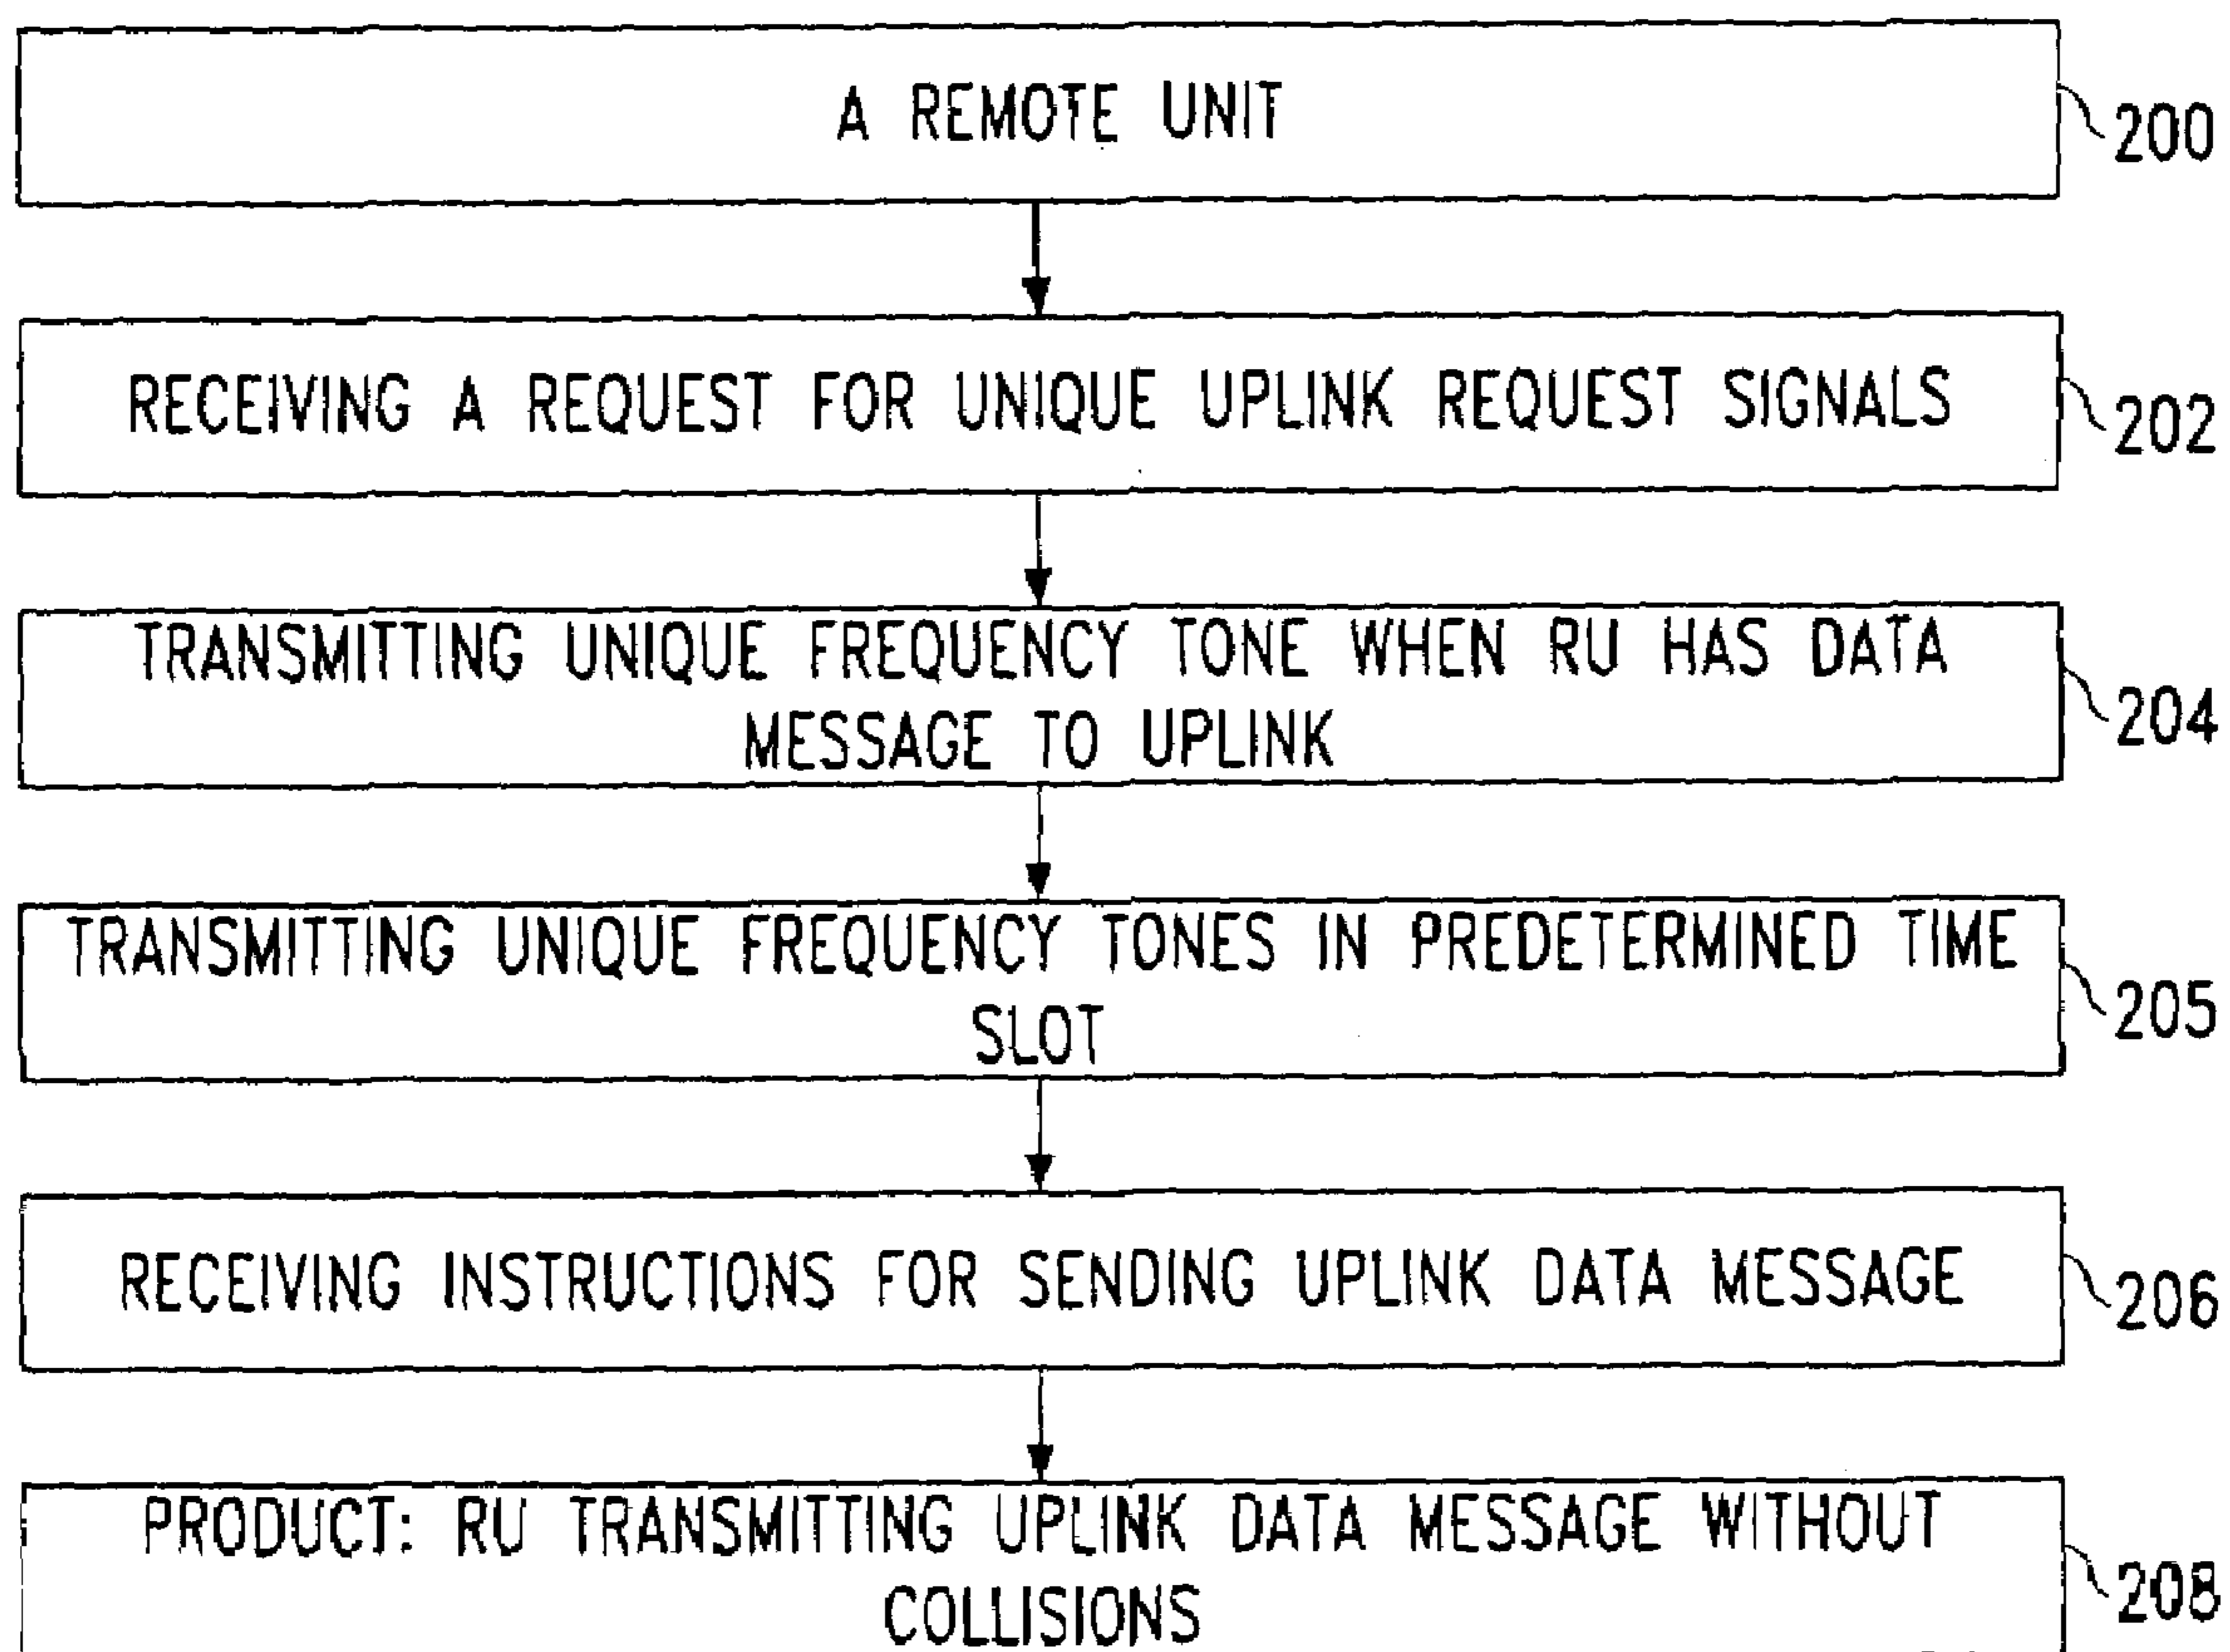 A REMOTE UNIT
200
RECEIVING A REQUEST FOR UNIQUE UPLINK REQUEST SIGNALS
202
TRANSMITTING UNIQUE FREQUENCY TONE WHEN RU HAS DATA
MESSAGE TO UPLINK
204
TRANSMITTING UNIQUE FREQUENCY TONES IN PREDETERMINED TIME
SLOT
205
RECEIVING INSTRUCTIONS FOR SENDING UPLINK DATA MESSAGE
206
PRODUCT: RU TRANSMITTING UPLINK DATA MESSAGE WITHOUT
COLLISIONS
208